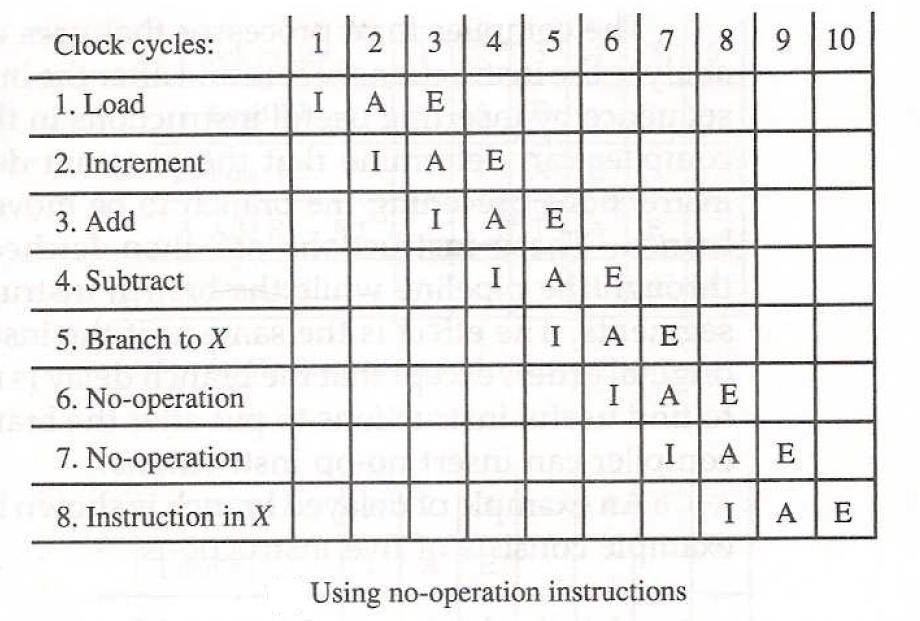 Clock cycles: 1 2 3 4 5 6 7 8 9 10
1. Load I A E
2. Increment I A E
3. Add I A E
4. Subtract I A E
5. Branch to X I A E
6. No-operation I A E
7. No-operation I A E
8. Instruction in X I A E
Using no-operation instructions